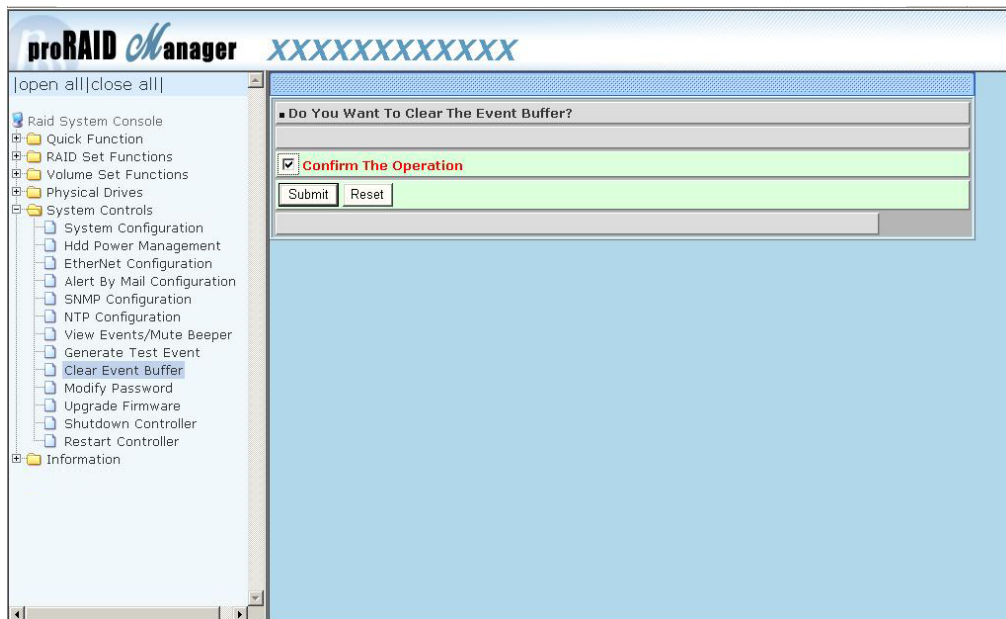 proRAID Manager XXXXXXXXXXXX
|open all|close all|
Raid System Console
Quick Function
RAID Set Functions
Volume Set Functions
Physical Drives
System Controls
System Configuration
Hdd Power Management
EtherNet Configuration
Alert By Mail Configuration
SNMP Configuration
NTP Configuration
View Events/Mute Beeper
Generate Test Event
Clear Event Buffer
Modify Password
Upgrade Firmware
Shutdown Controller
Restart Controller
Information
Do You Want To Clear The Event Buffer?
Confirm The Operation
Submit Reset